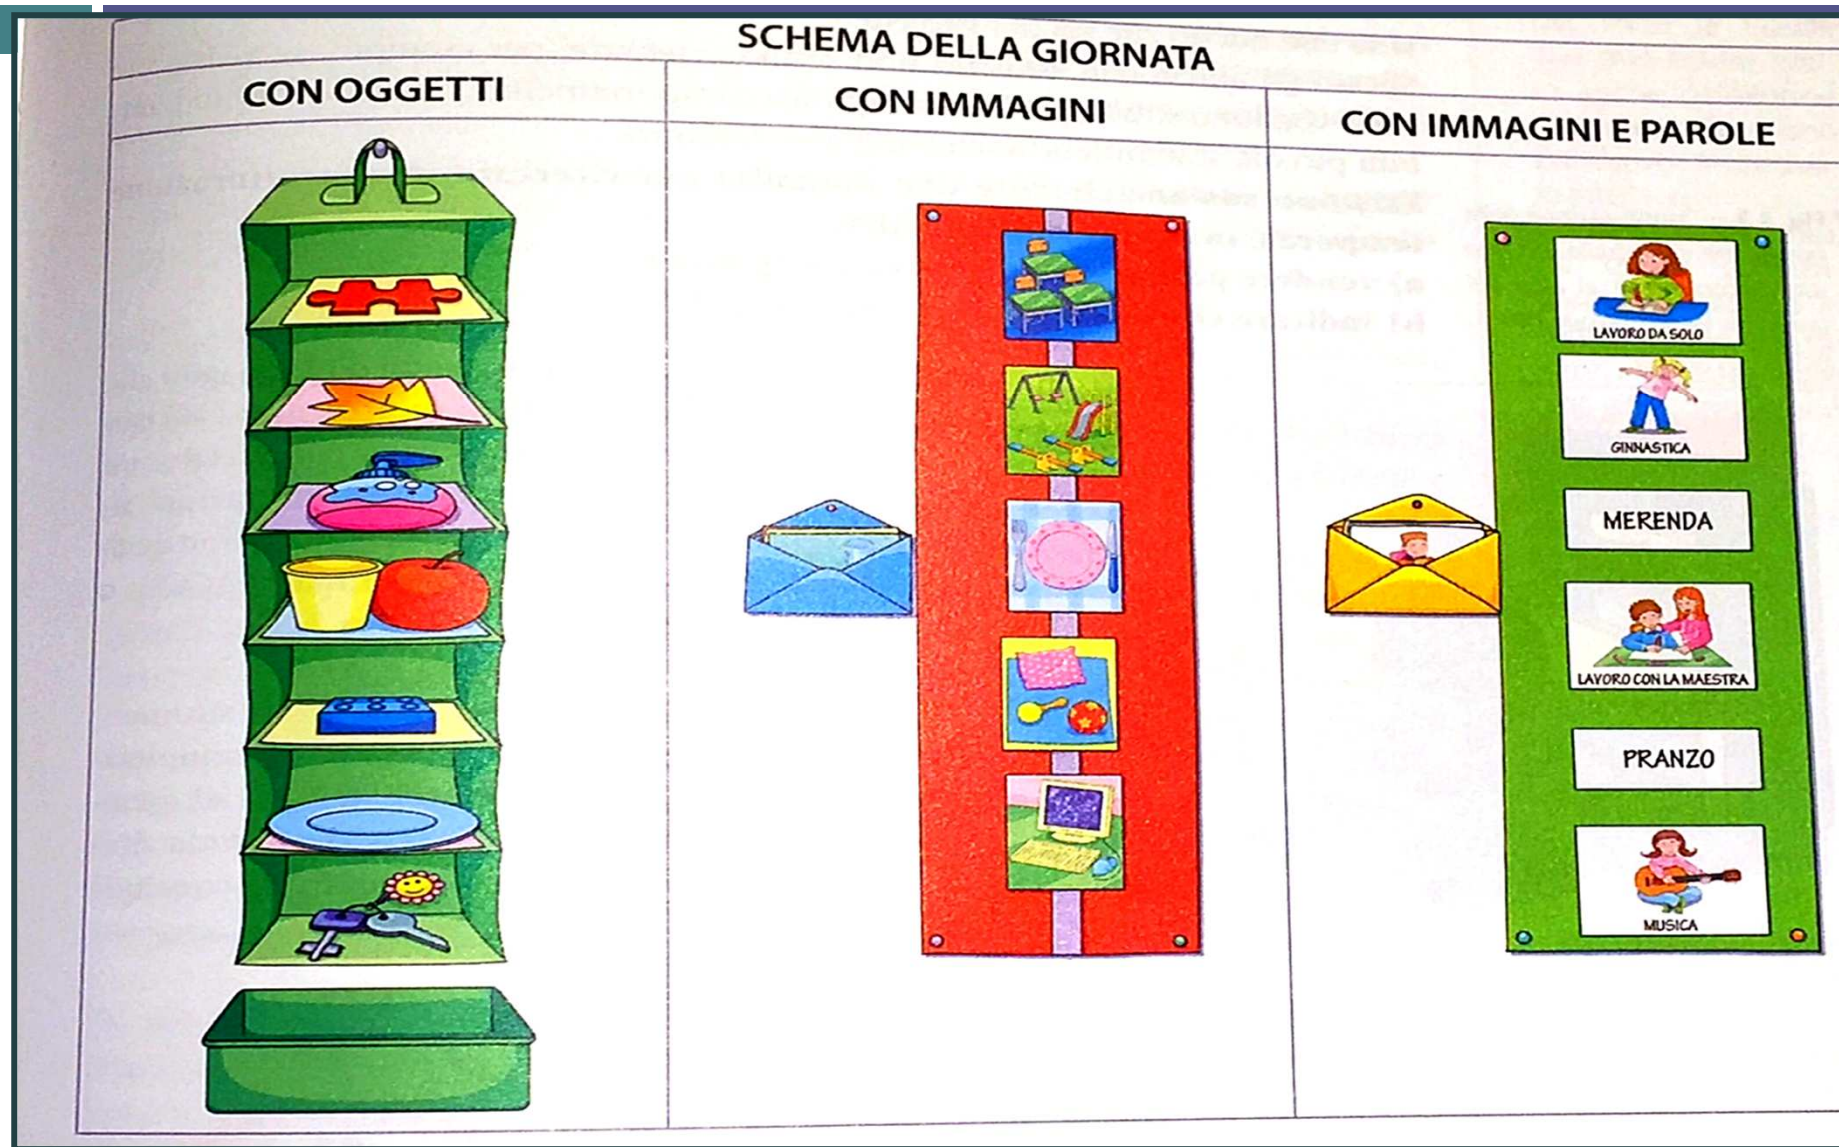 SCHEMA DELLA GIORNATA
CON OGGETTI
CON IMMAGINI
CON IMMAGINI E PAROLE
LAVORO DA SOLO
GINNASTICA
MERENDA
LAVORO CON LA MAESTRA
PRANZO
MUSICA